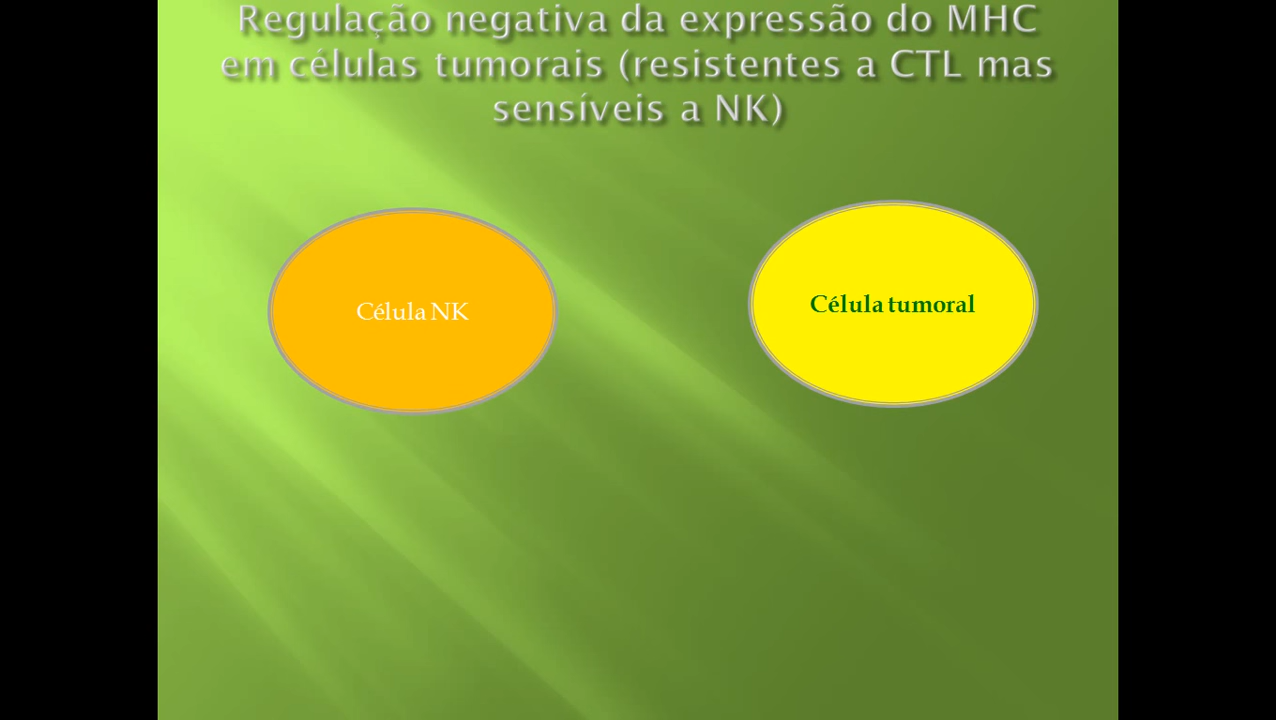 Regulação negativa da expressão do MHC
em células tumorais (resistentes a CTL mas
sensíveis a NK)
Célula NK
Célula tumoral